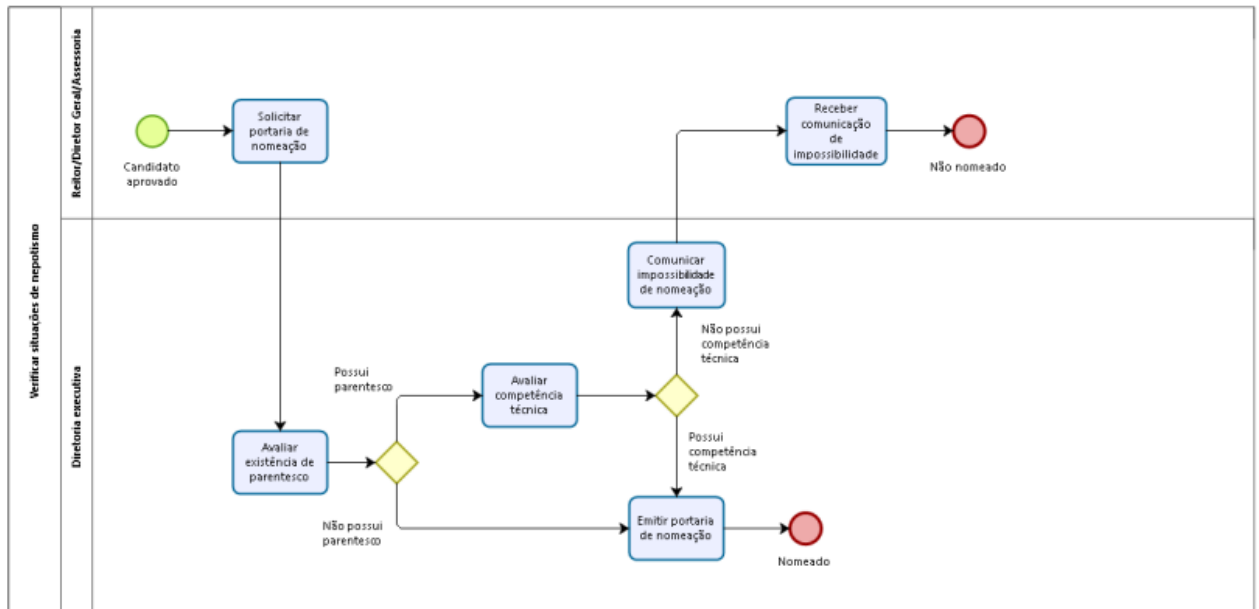 Verificar situações de nepotismo
Reitor/Diretor Geral/Assessoria
Candidato
aprovado
Solicitar
portaria de
nomeação
Receber
comunicação
de
impossibilidade
Não nomeado
Diretoria executiva
Comunicar
impossibilidade
de nomeação
Não possui
competência
técnica
Possui
parentesco
Avaliar
competência
técnica
Possui
competência
técnica
Avaliar
existência de
parentesco
Não possui
parentesco
Emitir portaria
de nomeação
Nomeado